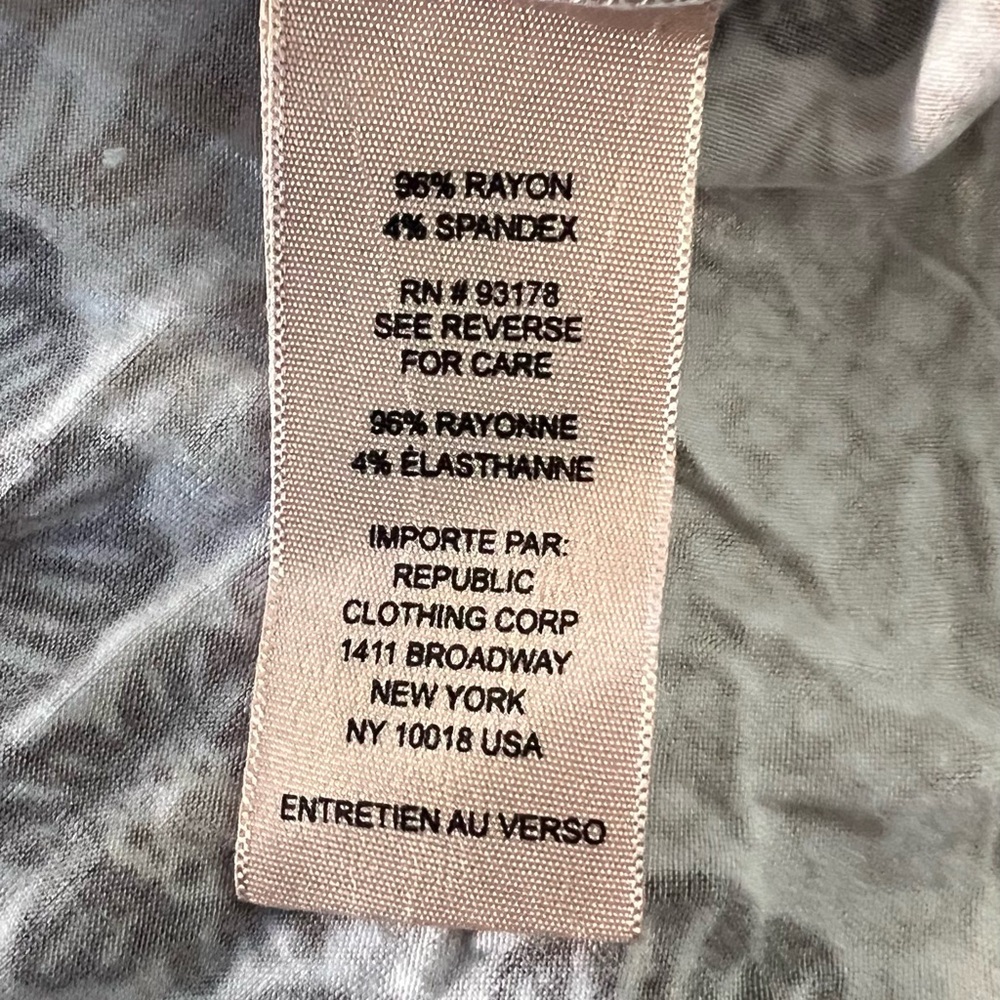 96% RAYON
4% SPANDEX
RN # 93178
SEE REVERSE
FOR CARE
96% RAYONNE
4% ÉLASTHANNE
IMPORTE PAR:
REPUBLIC
CLOTHING CORP
1411 BROADWAY
NEW YORK
NY 10018 USA
ENTRETIEN AU VERSO